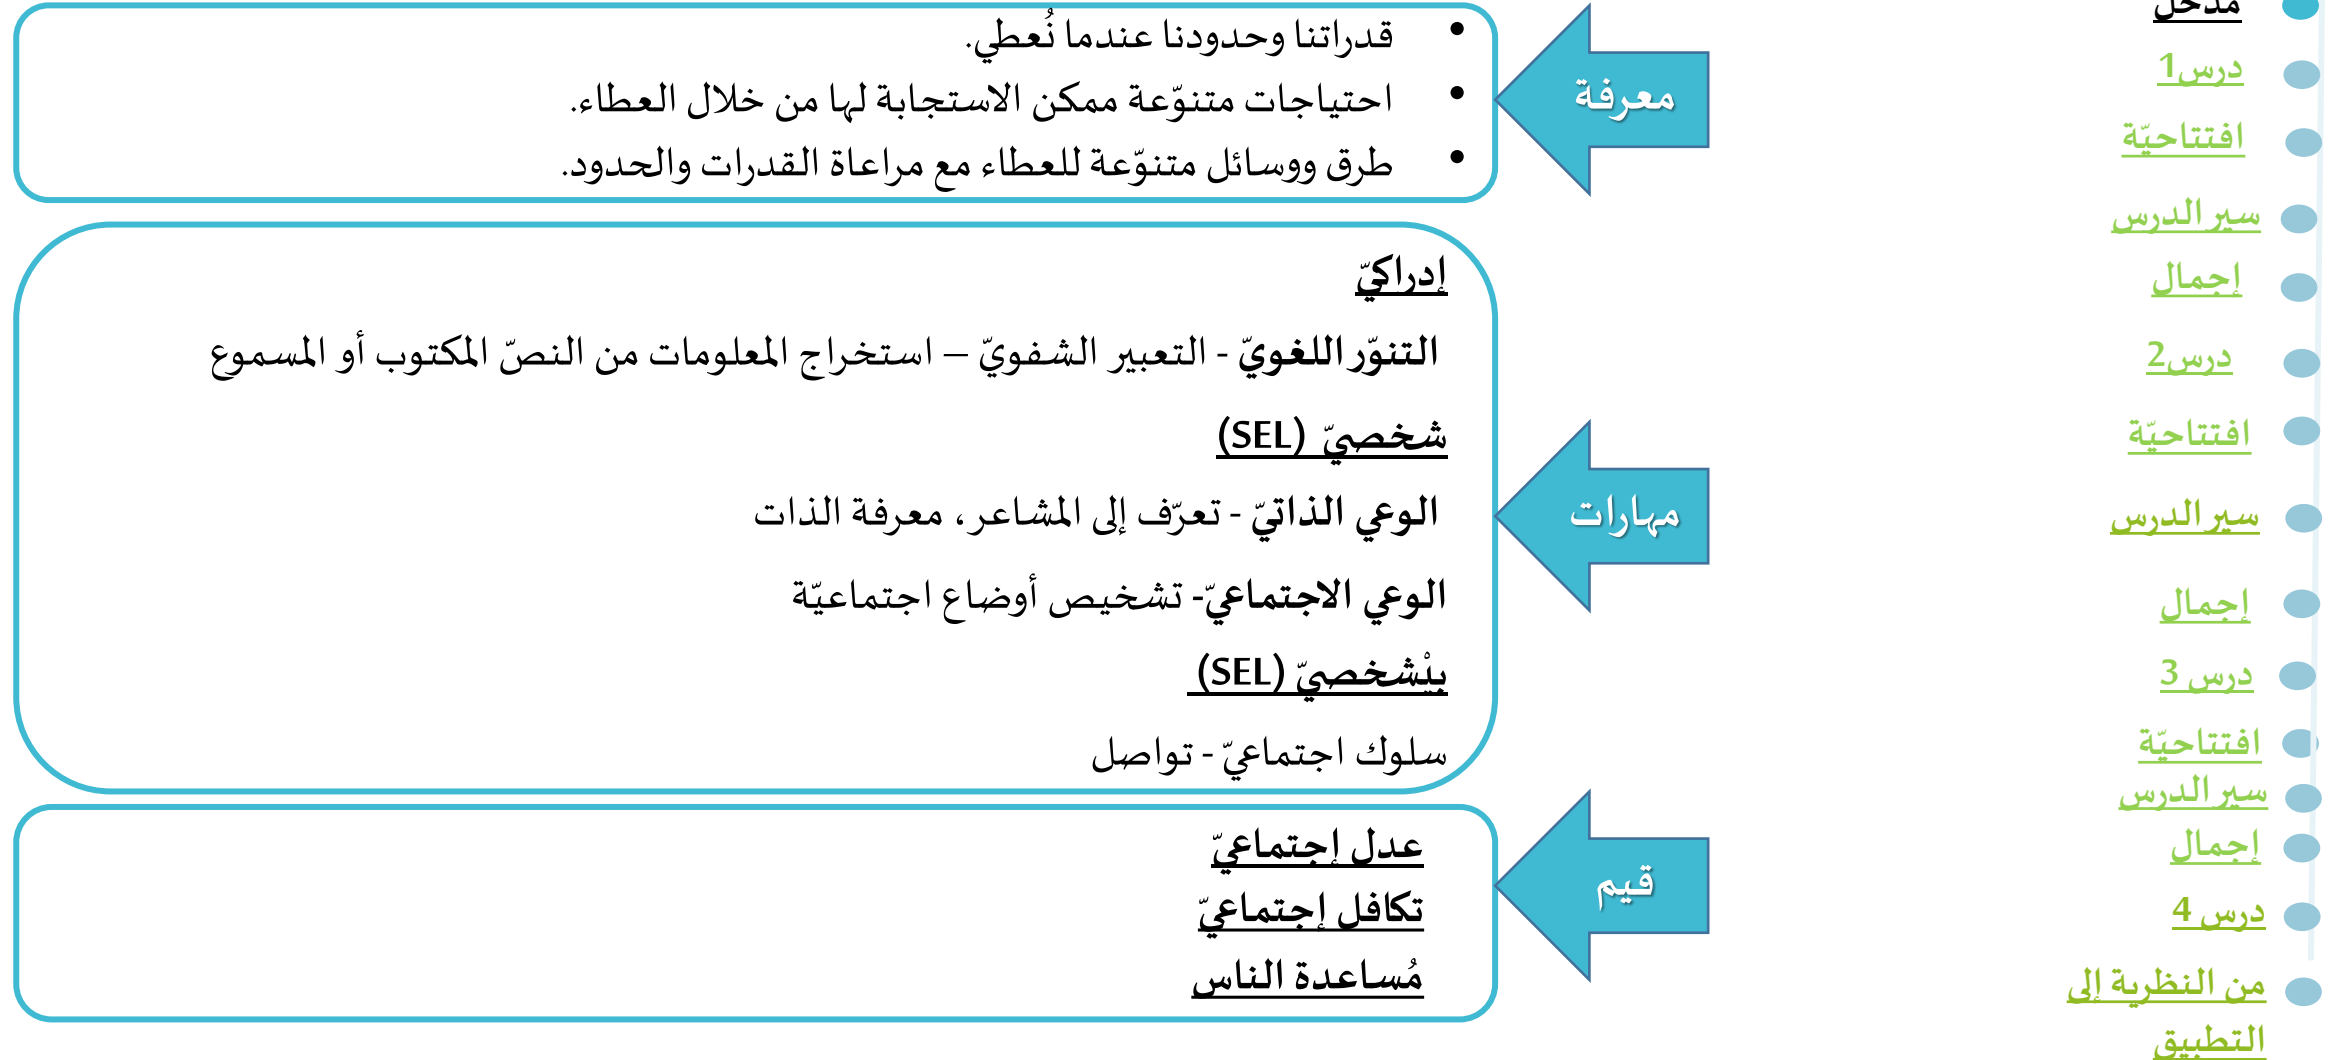 معرفة
• قدراتنا وحدودنا عندما نُعطي.
• احتياجات متنوّعة ممكن الاستجابة لها من خلال العطاء.
• طرق ووسائل متنوّعة للعطاء مع مراعاة القدرات والحدود.
مهارات
إدراكيّ
التنوّر اللغويّ - التعبير الشفويّ – استخراج المعلومات من النصّ المكتوب أو المسموع
شخصيّ (SEL)
الوعي الذاتيّ - تعرّف إلى المشاعر، معرفة الذات
الوعي الاجتماعيّ- تشخيص أوضاع اجتماعيّة
بيْشخصيّ (SEL)
سلوك اجتماعيّ - تواصل
قيم
عدل إجتماعيّ
تكافل إجتماعيّ
مُساعدة الناس
مدخل
درس1
افتتاحيّة
سير الدرس
إجمال
درس2
افتتاحيّة
سير الدرس
إجمال
درس 3
افتتاحيّة
سير الدرس
إجمال
درس 4
من النظرية إلى
التطبيق